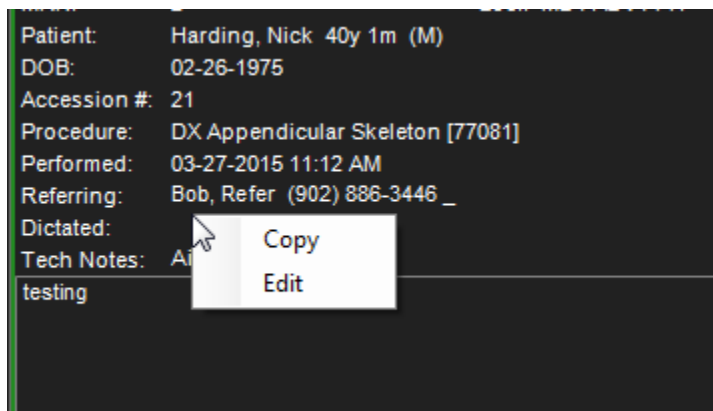 Patient: Harding, Nick 40y 1m (M)
DOB: 02-26-1975
Accession #: 21
Procedure: DX Appendicular Skeleton [77081]
Performed: 03-27-2015 11:12 AM
Referring: Bob, Refer (902) 886-3446 _
Dictated:
Copy
Tech Notes:
Edit
testing